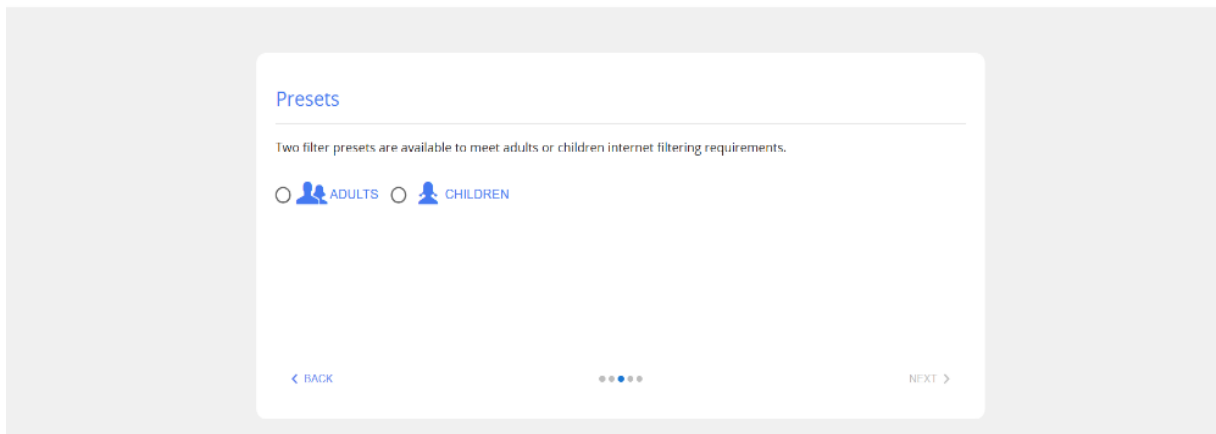 Presets
Two filter presets are available to meet adults or children internet filtering requirements.
ADULTS CHILDREN
BACK NEXT